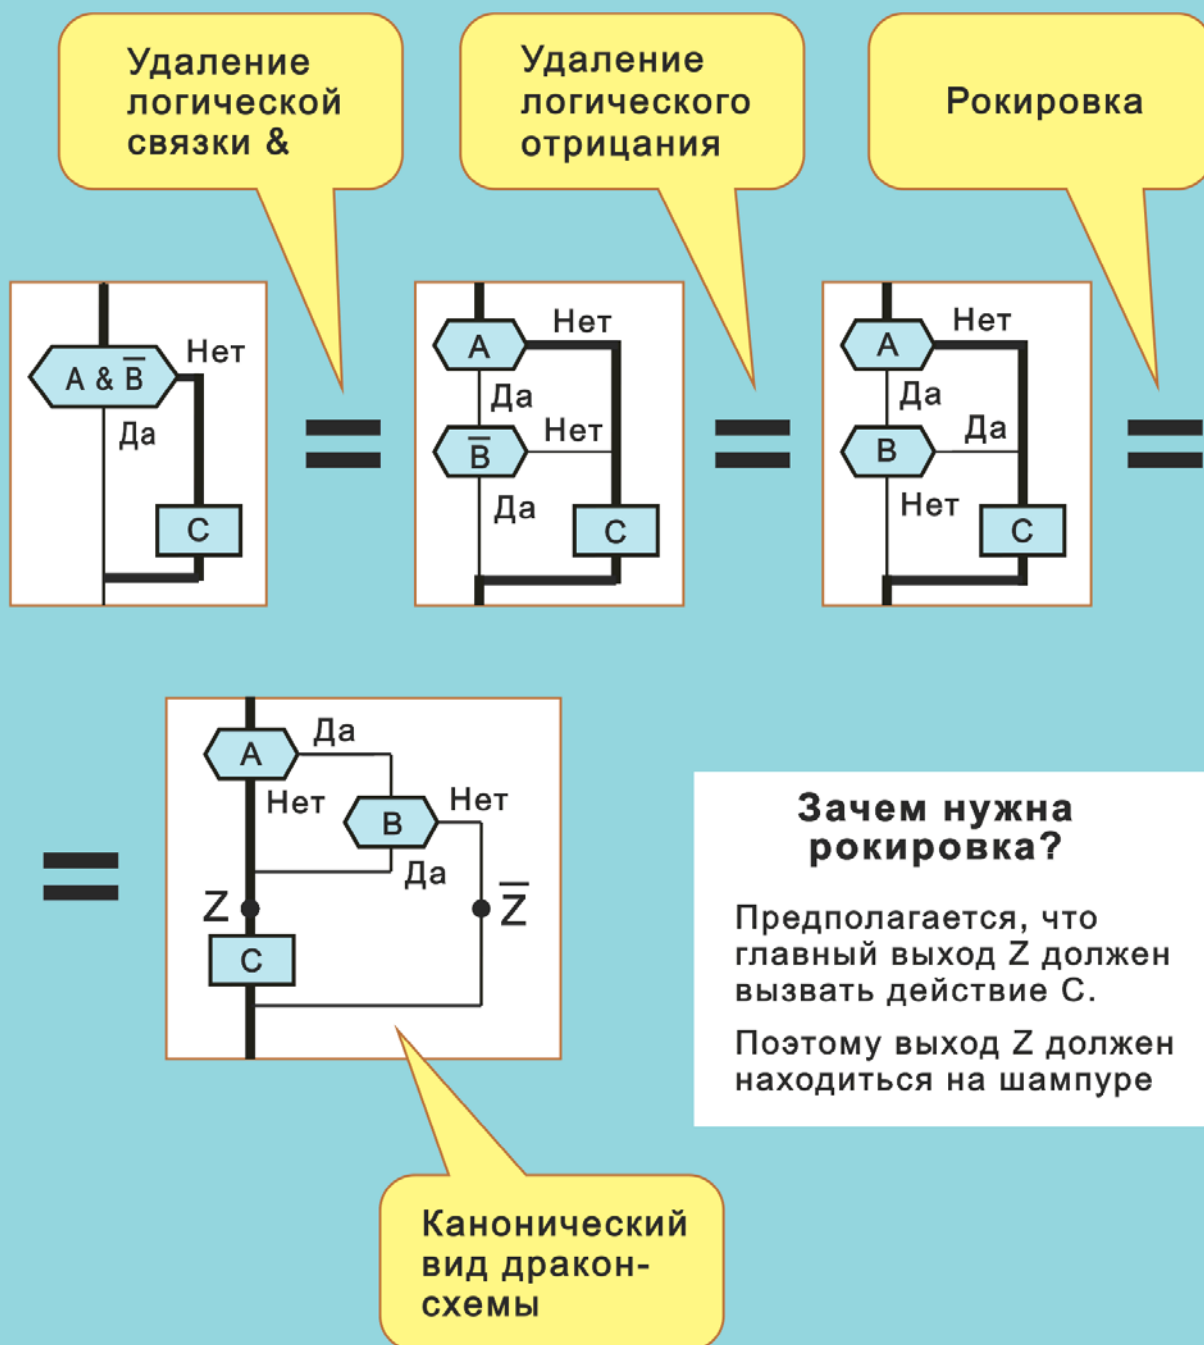 Удаление
логической
связки &
Удаление
логического
отрицания
Рокировка
A & B̅
Нет
Да
C
=
A
Нет
Да
B̅
Нет
Да
C
=
A
Нет
Да
B
Да
Нет
C
=
=
A
Да
Нет
B
Нет
Да
Z
Z̅
C
Зачем нужна
рокировка?
Предполагается, что
главный выход Z должен
вызвать действие C.
Поэтому выход Z должен
находиться на шампуре
Канонический
вид дракон-
схемы